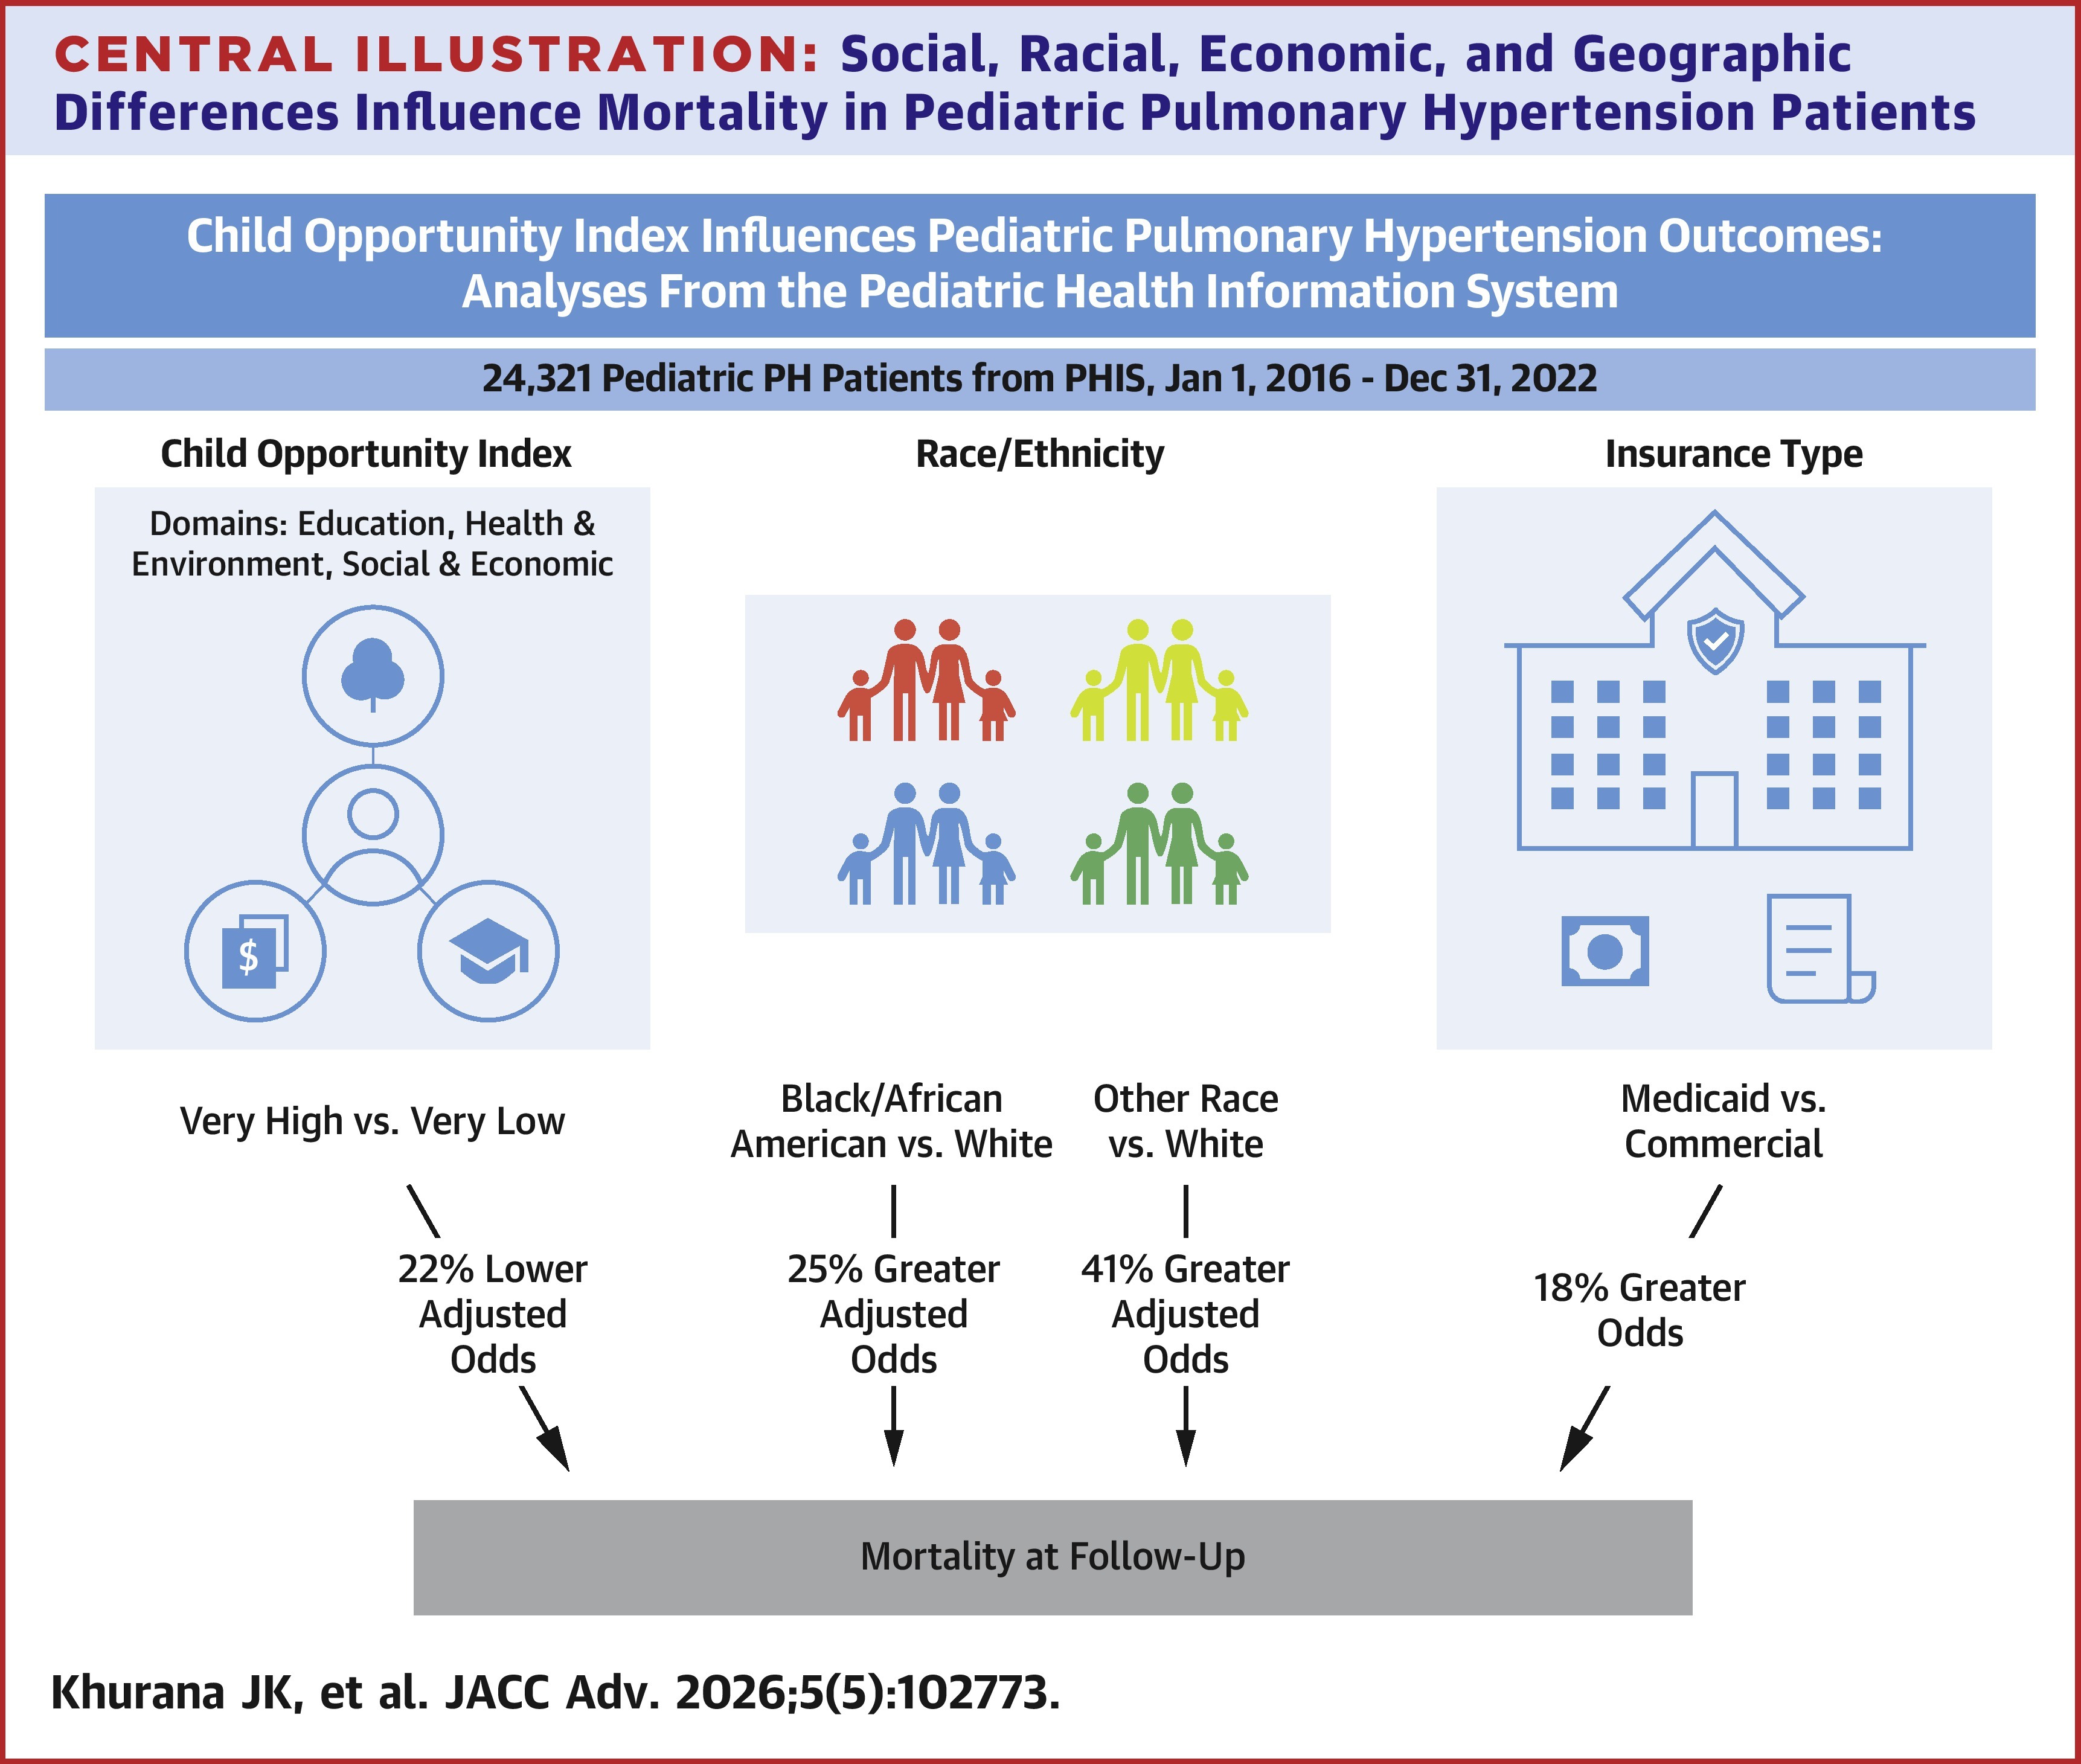 CENTRAL ILLUSTRATION: Social, Racial, Economic, and Geographic
Differences Influence Mortality in Pediatric Pulmonary Hypertension Patients
Child Opportunity Index Influences Pediatric Pulmonary Hypertension Outcomes:
Analyses From the Pediatric Health Information System
24,321 Pediatric PH Patients from PHIS, Jan 1, 2016 - Dec 31, 2022
Child Opportunity Index
Domains: Education, Health &
Environment, Social & Economic
$
Very High vs. Very Low
22% Lower
Adjusted
Odds
Race/Ethnicity
Black/African
American vs. White
25% Greater
Adjusted
Odds
Other Race
vs. White
41% Greater
Adjusted
Odds
Insurance Type
Medicaid vs.
Commercial
18% Greater
Odds
Mortality at Follow-Up
Khurana JK, et al. JACC Adv. 2026;5(5):102773.